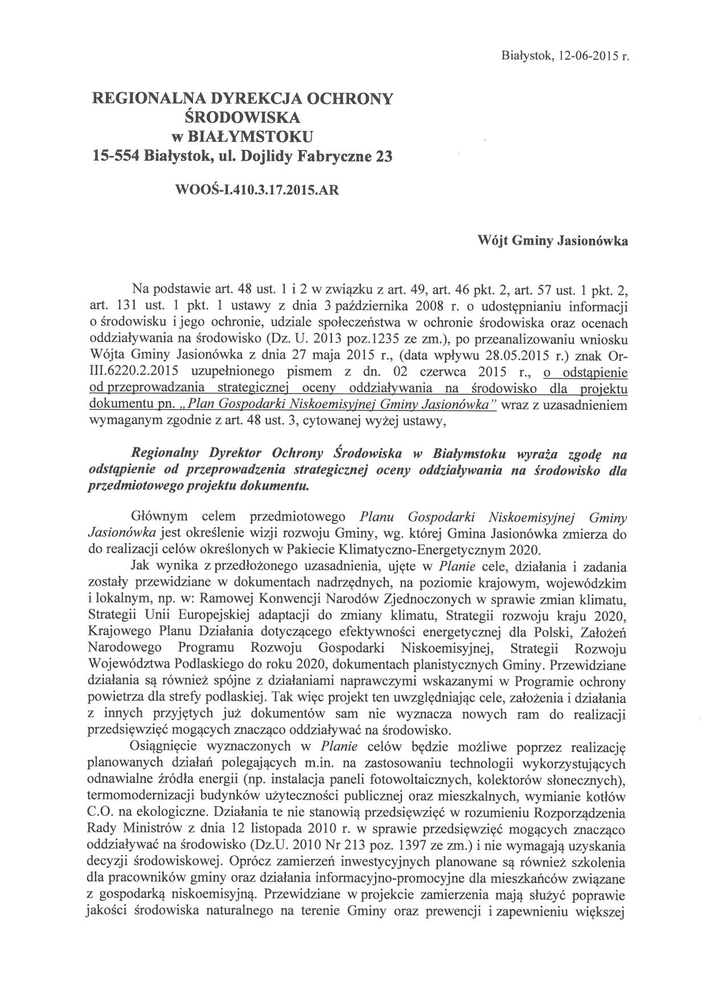 Białystok, 12-06-2015 r.
REGIONALNA DYREKCJA OCHRONY
ŚRODOWISKA
w BIAŁYMSTOKU
15-554 Białystok, ul. Dojlidy Fabryczne 23
WOOŚ-I.410.3.17.2015.AR
Wójt Gminy Jasionówka
Na podstawie art. 48 ust. 1 i 2 w związku z art. 49, art. 46 pkt. 2, art. 57 ust. 1 pkt. 2,
art. 131 ust. 1 pkt. 1 ustawy z dnia 3 października 2008 r. o udostępnianiu informacji
o środowisku i jego ochronie, udziale społeczeństwa w ochronie środowiska oraz ocenach
oddziaływania na środowisko (Dz. U. 2013 poz.1235 ze zm.), po przeanalizowaniu wniosku
Wójta Gminy Jasionówka z dnia 27 maja 2015 r., (data wpływu 28.05.2015 r.) znak Or-
III.6220.2.2015 uzupełnionego pismem z dn. 02 czerwca 2015 r., o odstąpienie
od przeprowadzania strategicznej oceny oddziaływania na środowisko dla projektu
dokumentu pn. „Plan Gospodarki Niskoemisyjnej Gminy Jasionówka” wraz z uzasadnieniem
wymaganym zgodnie z art. 48 ust. 3, cytowanej wyżej ustawy,
Regionalny Dyrektor Ochrony Środowiska w Białymstoku wyraża zgodę na
odstąpienie od przeprowadzenia strategicznej oceny oddziaływania na środowisko dla
przedmiotowego projektu dokumentu.
Głównym celem przedmiotowego Planu Gospodarki Niskoemisyjnej Gminy
Jasionówka jest określenie wizji rozwoju Gminy, wg. której Gmina Jasionówka zmierza do
do realizacji celów określonych w Pakiecie Klimatyczno-Energetycznym 2020.
Jak wynika z przedłożonego uzasadnienia, ujęte w Planie cele, działania i zadania
zostały przewidziane w dokumentach nadrzędnych, na poziomie krajowym, wojewódzkim
i lokalnym, np. w: Ramowej Konwencji Narodów Zjednoczonych w sprawie zmian klimatu,
Strategii Unii Europejskiej adaptacji do zmiany klimatu, Strategii rozwoju kraju 2020,
Krajowego Planu Działania dotyczącego efektywności energetycznej dla Polski, Założeń
Narodowego Programu Rozwoju Gospodarki Niskoemisyjnej, Strategii Rozwoju
Województwa Podlaskiego do roku 2020, dokumentach planistycznych Gminy. Przewidziane
działania są również spójne z działaniami naprawczymi wskazanymi w Programie ochrony
powietrza dla strefy podlaskiej. Tak więc projekt ten uwzględniając cele, założenia i działania
z innych przyjętych już dokumentów sam nie wyznacza nowych ram do realizacji
przedsięwzięć mogących znacząco oddziaływać na środowisko.
Osiągnięcie wyznaczonych w Planie celów będzie możliwe poprzez realizację
planowanych działań polegających m.in. na zastosowaniu technologii wykorzystujących
odnawialne źródła energii (np. instalacja paneli fotowoltaicznych, kolektorów słonecznych),
termomodernizacji budynków użyteczności publicznej oraz mieszkalnych, wymianie kotłów
C.O. na ekologiczne. Działania te nie stanowią przedsięwzięć w rozumieniu Rozporządzenia
Rady Ministrów z dnia 12 listopada 2010 r. w sprawie przedsięwzięć mogących znacząco
oddziaływać na środowisko (Dz.U. 2010 Nr 213 poz. 1397 ze zm.) i nie wymagają uzyskania
decyzji środowiskowej. Oprócz zamierzeń inwestycyjnych planowane są również szkolenia
dla pracowników gminy oraz działania informacyjno-promocyjne dla mieszkańców związane
z gospodarką niskoemisyjną. Przewidziane w projekcie zamierzenia mają służyć poprawie
jakości środowiska naturalnego na terenie Gminy oraz prewencji i zapewnieniu większej